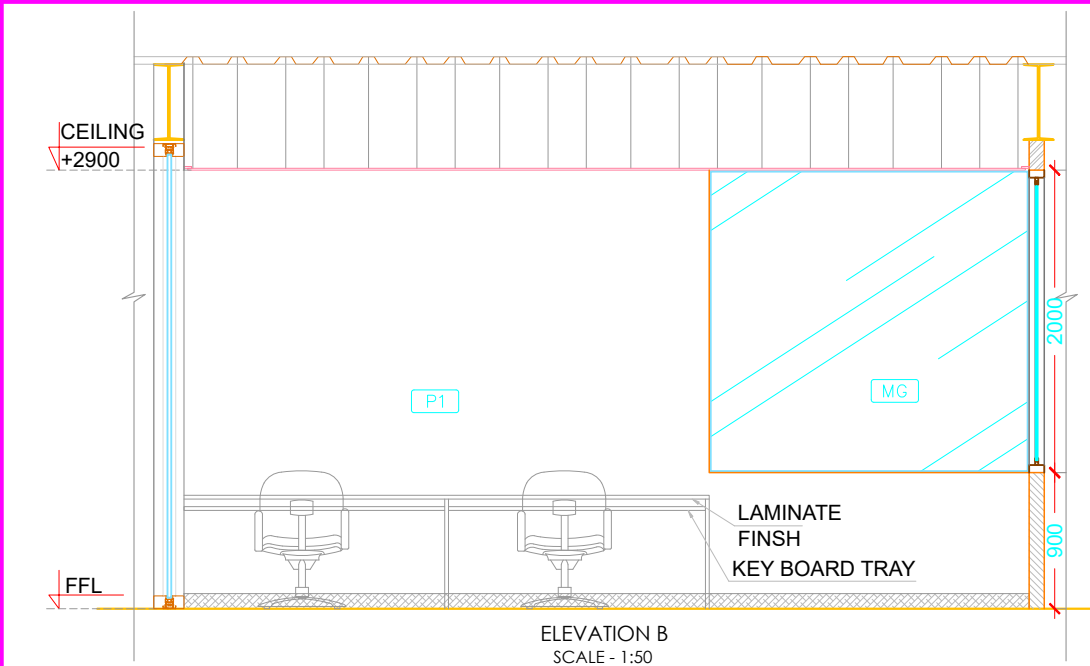 CEILING
+2900
2000
P1
MG
LAMINATE
FINSH
900
KEY BOARD TRAY
FFL
ELEVATION B
SCALE - 1:50